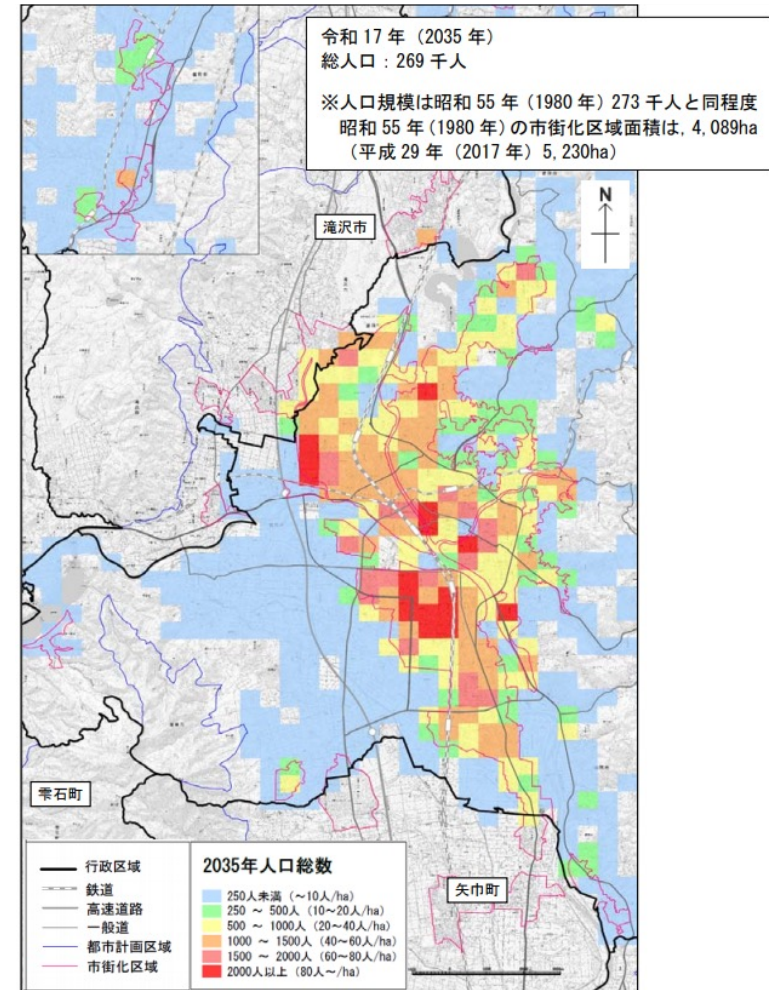 令和 17 年（2035 年）
総人口：269 千人
※人口規模は昭和 55 年（1980 年）273 千人と同程度
昭和 55 年（1980 年）の市街化区域面積は，4,089ha
（平成 29 年（2017 年）5,230ha）
N
滝沢市
雫石町
矢巾町
行政区域
鉄道
高速道路
一般道
都市計画区域
市街化区域
2035年人口総数
250人未満（～10人/ha）
250 ～ 500人（10～20人/ha）
500 ～ 1000人（20～40人/ha）
1000 ～ 1500人（40～60人/ha）
1500 ～ 2000人（60～80人/ha）
2000人以上（80人～/ha）